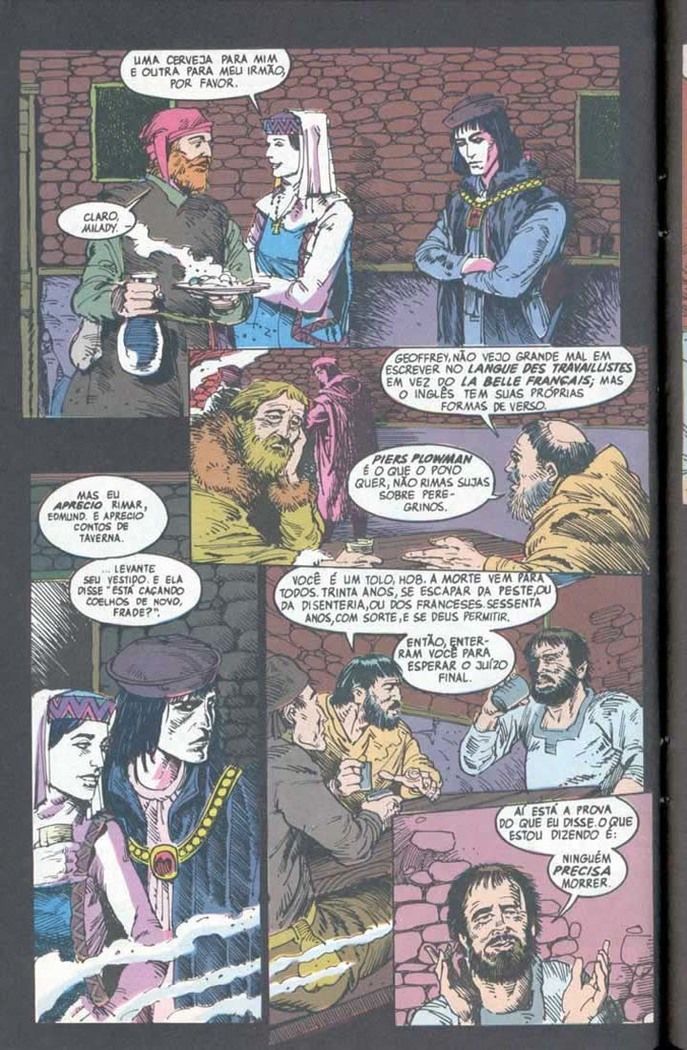 UMA CERVEJA PARA MIM
E OUTRA PARA MEU IRMÃO,
POR FAVOR.
CLARO,
MILADY.
GEOFFREY, NÃO VEJO GRANDE MAL EM
ESCREVER NO LANGUE DES TRAVAILLISTES
EM VEZ DO LA BELLE FRANÇAIS; MAS
O INGLÊS TEM SUAS PRÓPRIAS
FORMAS DE VERSO.
PIERS PLOWMAN
É O QUE O POVO
QUER, NÃO RIMAS SUJAS
SOBRE PERE-
GRINOS.
MAS EU
APRECIO RIMAR,
EDMUND. E APRECIO
CONTOS DE
TAVERNA.
... LEVANTE
SEU VESTIDO. E ELA
DISSE "ESTÁ CAÇANDO
COELHOS DE NOVO,
FRADE?".
VOCÊ É UM TOLO, HOB. A MORTE VEM PARA
TODOS. TRINTA ANOS, SE ESCAPAR DA PESTE, OU
DA DISENTERIA, OU DOS FRANCESES. SESSENTA
ANOS, COM SORTE, E SE DEUS PERMITIR.
ENTÃO, ENTER-
RAM VOCÊ PARA
ESPERAR O JUÍZO
FINAL.
AÍ ESTÁ A PROVA
DO QUE EU DISSE. O QUE
ESTOU DIZENDO É:
NINGUÉM
PRECISA
MORRER.